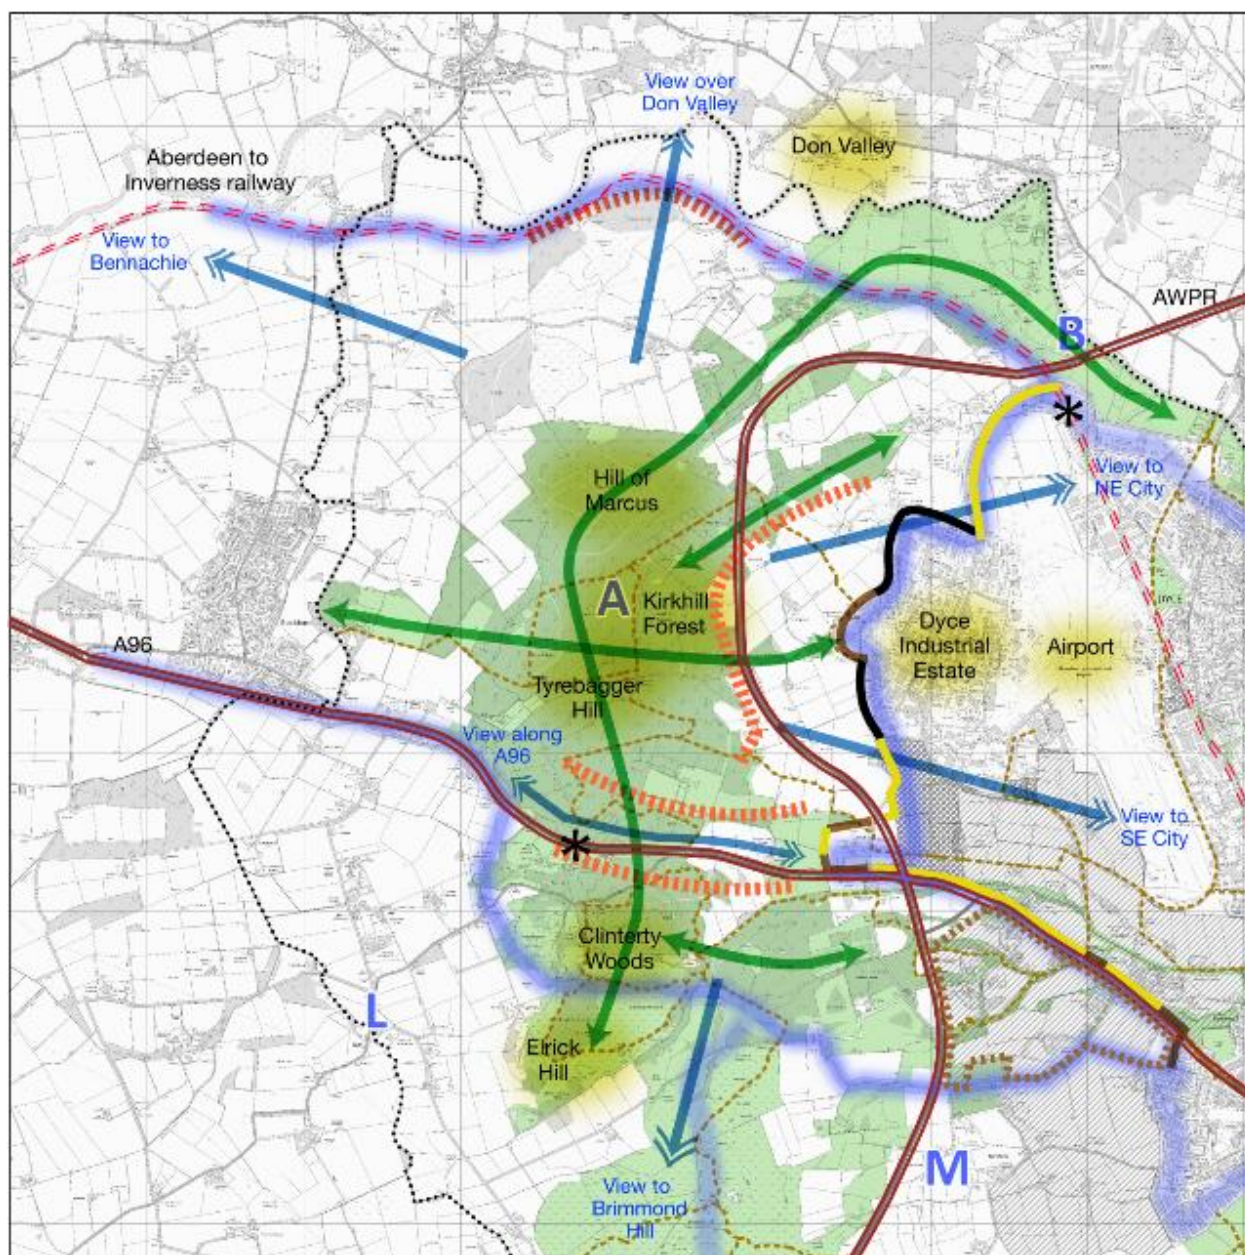 View over
Don Valley
Don Valley
Aberdeen to
Inverness railway
View to
Bennachie
AWPR
B
*
View to
NE City
Hill of
Marcus
A
Kirkhill
Forest
Dyce
Industrial
Estate
Airport
DYCE
A96
Tyrebagger
Hill
View along
A96
View to
SE City
*
Clinterty
Woods
L
Elrick
Hill
M
View to
Brimmond
Hill